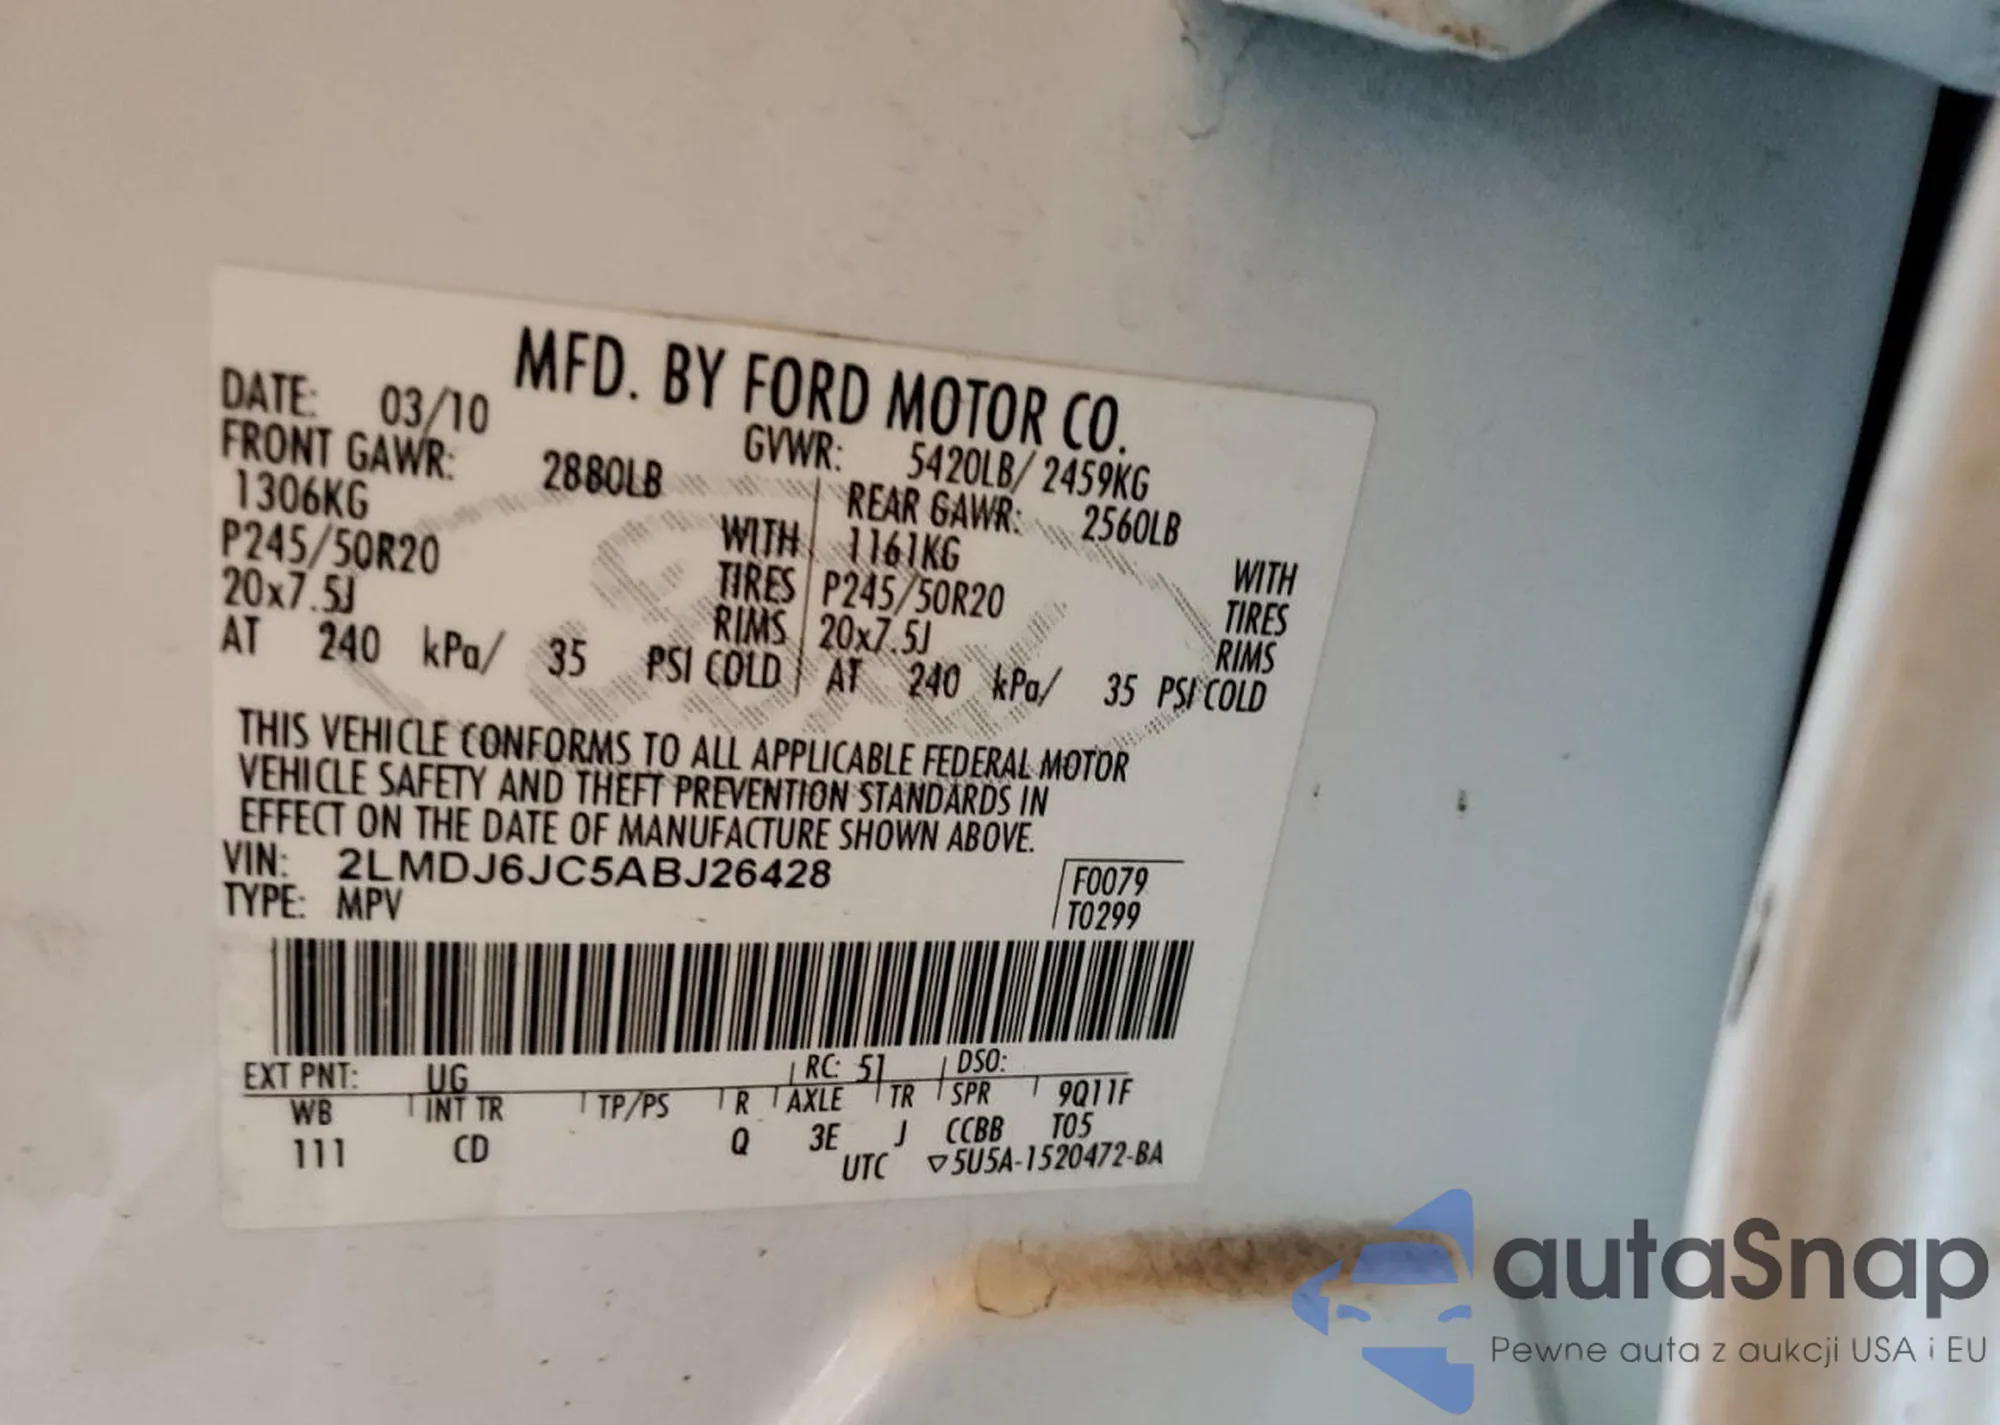 MFD. BY FORD MOTOR CO.
DATE: 03/10 GVWR: 5420LB/ 2459KG
FRONT GAWR: 2880LB REAR GAWR: 2560LB
1306KG WITH 1161KG WITH
P245/50R20 TIRES P245/50R20 TIRES
20x7.5J RIMS 20x7.5J RIMS
AT 240 kPa/ 35 PSI COLD AT 240 kPa/ 35 PSI COLD
THIS VEHICLE CONFORMS TO ALL APPLICABLE FEDERAL MOTOR
VEHICLE SAFETY AND THEFT PREVENTION STANDARDS IN
EFFECT ON THE DATE OF MANUFACTURE SHOWN ABOVE.
VIN: 2LMDJ6JC5ABJ26428
TYPE: MPV
F0079
T0299
EXT PNT: UG RC: 51 DSO:
WB INT TR TP/PS R AXLE TR SPR 9Q11F
111 CD Q 3E J CCBB T05
UTC ▽5U5A-1520472-BA
autaSnap
Pewne auta z aukcji USA i EU